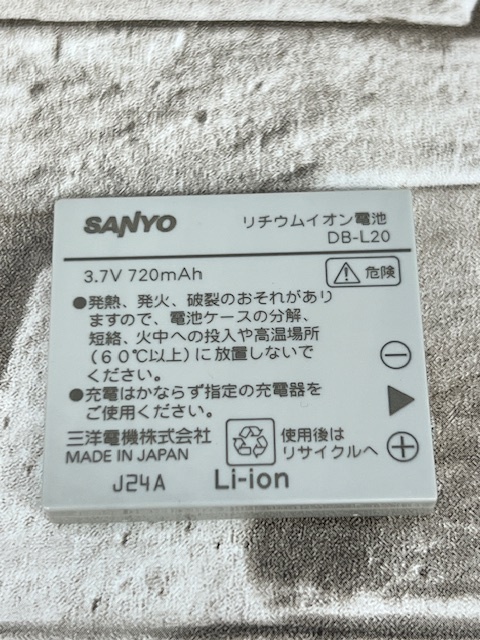 SANYO
リチウムイオン電池
DB-L20
3.7V 720mAh
危険
●発熱、発火、破裂のおそれがあり
ますので、電池ケースの分解、
短絡、火中への投入や高温場所
(60℃以上)に放置しないで
ください。
●充電はかならず指定の充電器を
ご使用ください。
三洋電機株式会社
MADE IN JAPAN
使用後は
リサイクルへ
J24A
Li-ion